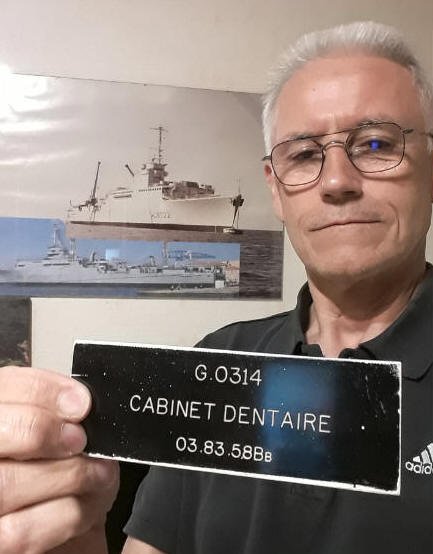 G.0314
CABINET DENTAIRE
03.83.58BB
adidas